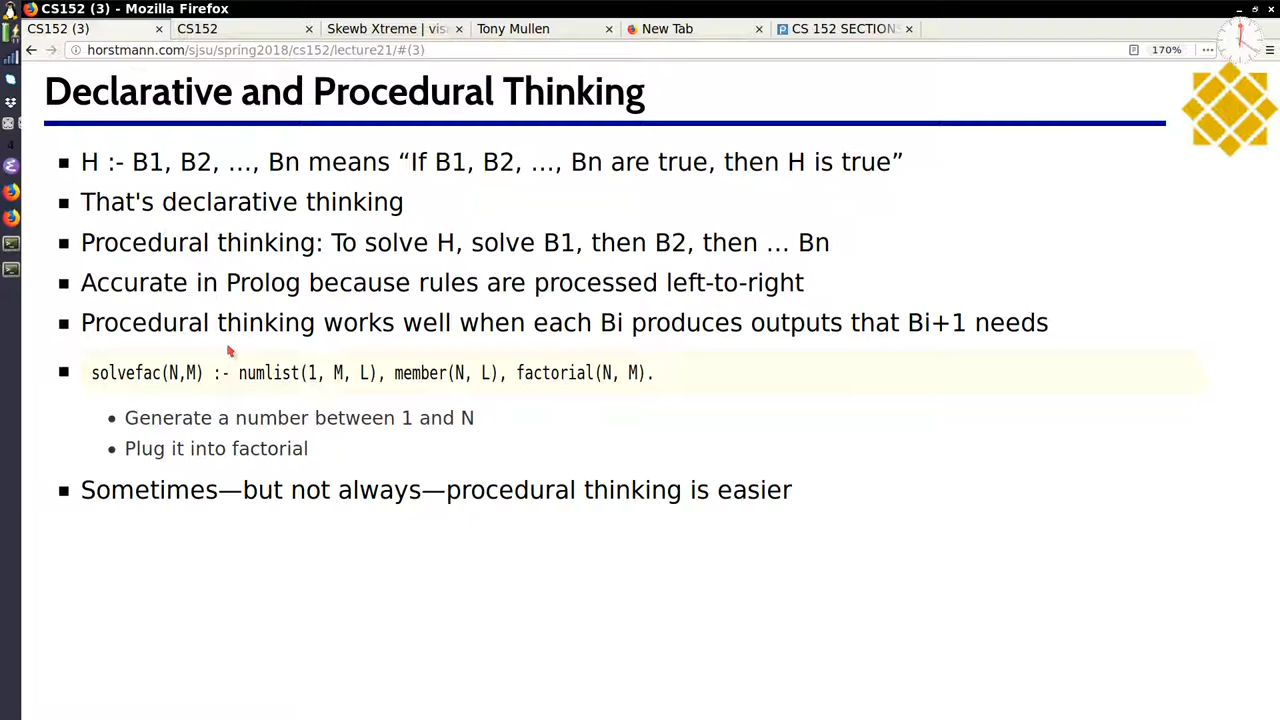 CS152 (3) - Mozilla Firefox
CS152 (3) CS152 Skewb Xtreme | vis Tony Mullen New Tab CS 152 SECTION
horstmann.com/sjsu/spring2018/cs152/lecture21/#(3) 170%
Declarative and Procedural Thinking
H :- B1, B2, ..., Bn means “If B1, B2, ..., Bn are true, then H is true”
That's declarative thinking
Procedural thinking: To solve H, solve B1, then B2, then ... Bn
Accurate in Prolog because rules are processed left-to-right
Procedural thinking works well when each Bi produces outputs that Bi+1 needs
solvefac(N,M) :- numlist(1, M, L), member(N, L), factorial(N, M).
Generate a number between 1 and N
Plug it into factorial
Sometimes—but not always—procedural thinking is easier
4